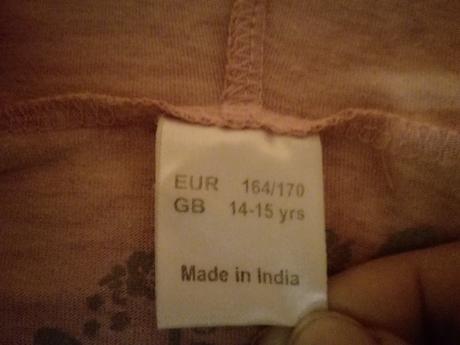 EUR 164/170
GB 14-15 yrs
Made in India